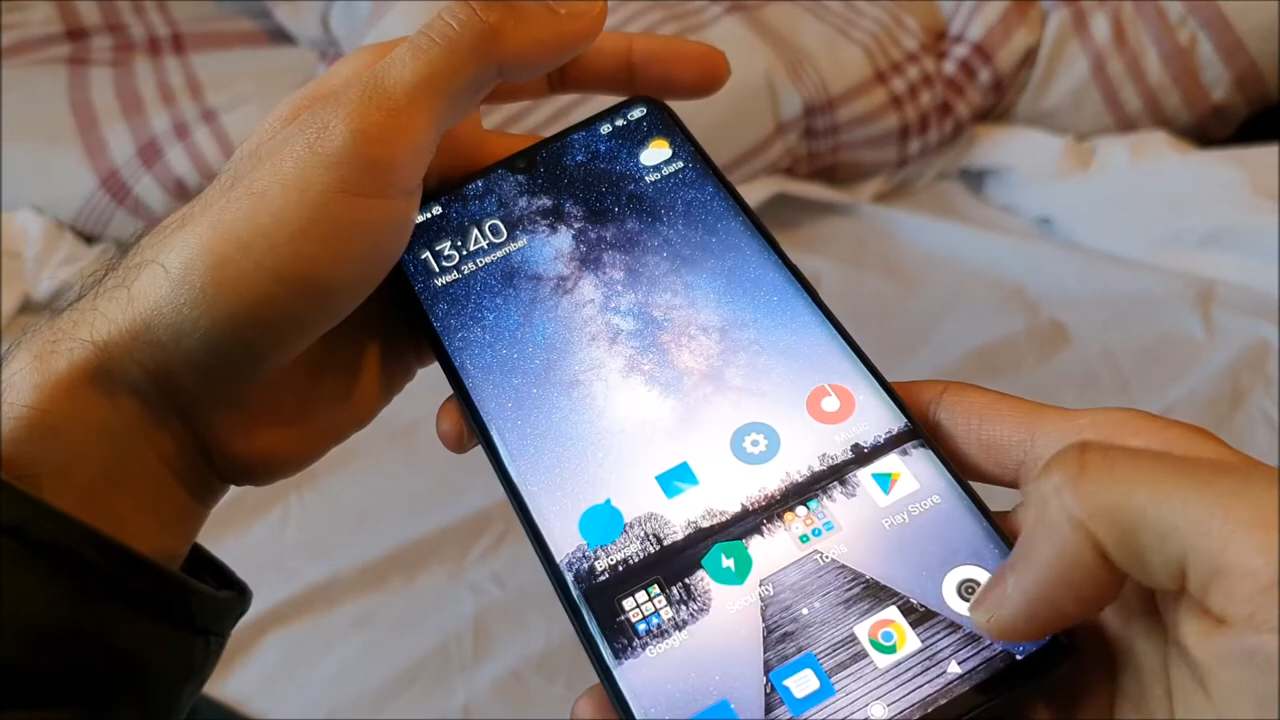 13:40
Wed, 25.December
No data
Music
Browser
Play Store
Tools
Security
Google